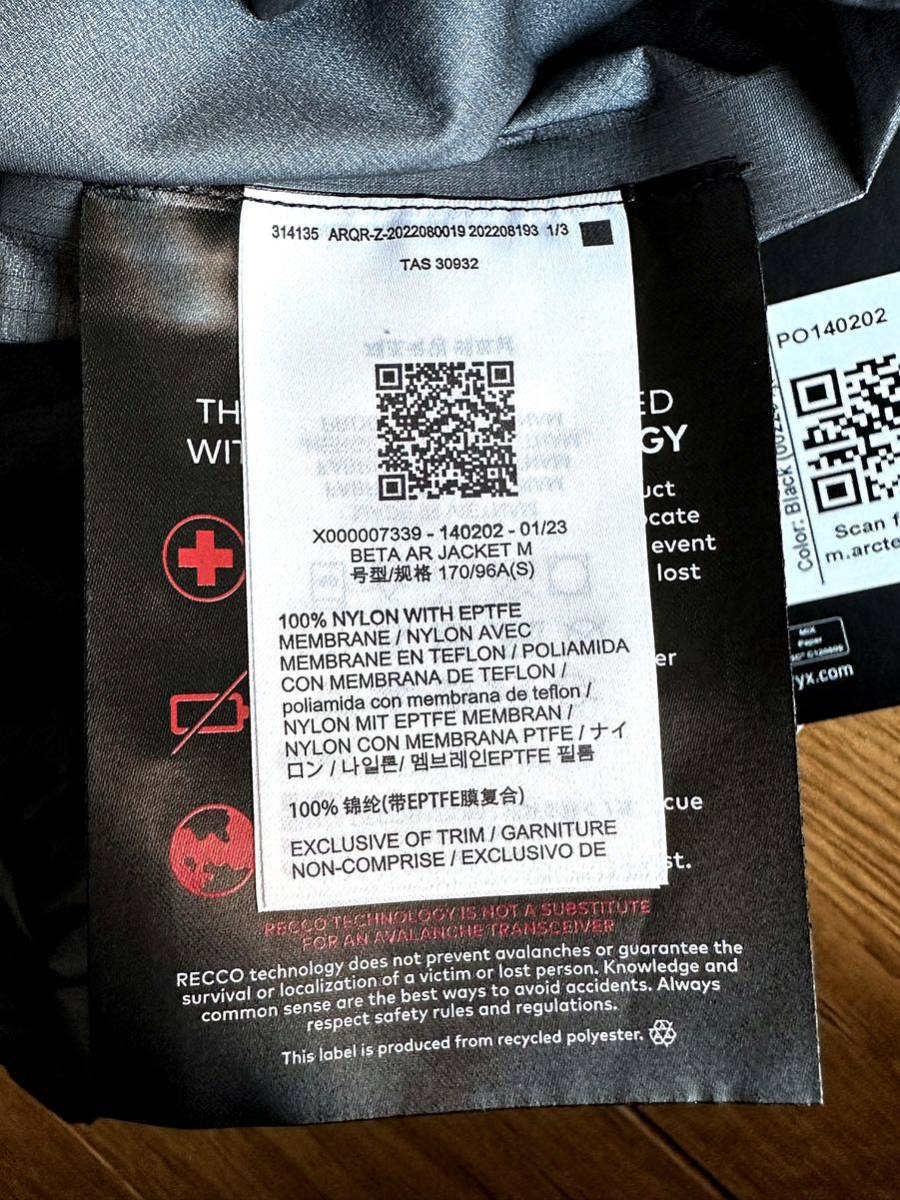 314135 ARQR-Z-2022080019 202208193 1/3
TAS 30932
X000007339 - 140202 - 01/23
BETA AR JACKET M
号型/规格 170/96A(S)
100% NYLON WITH EPTFE
MEMBRANE / NYLON AVEC
MEMBRANE EN TEFLON / POLIAMIDA
CON MEMBRANA DE TEFLON /
poliamida con membrana de teflon /
NYLON MIT EPTFE MEMBRAN /
NYLON CON MEMBRANA PTFE / ナイ
ロン / 나일론/ 멤브레인EPTFE 필름
100% 锦纶(带EPTFE膜复合)
EXCLUSIVE OF TRIM / GARNITURE
NON-COMPRISE / EXCLUSIVO DE
TH
ED
WIT
GY
uct
ocate
event
lost
er
cue
st.
RECCO TECHNOLOGY IS NOT A SUBSTITUTE
FOR AN AVALANCHE TRANSCEIVER
RECCO technology does not prevent avalanches or guarantee the
survival or localization of a victim or lost person. Knowledge and
common sense are the best ways to avoid accidents. Always
respect safety rules and regulations.
This label is produced from recycled polyester.
PO140202
Color: Black
Scan f
m.arcte
MIX
Paper
yx.com